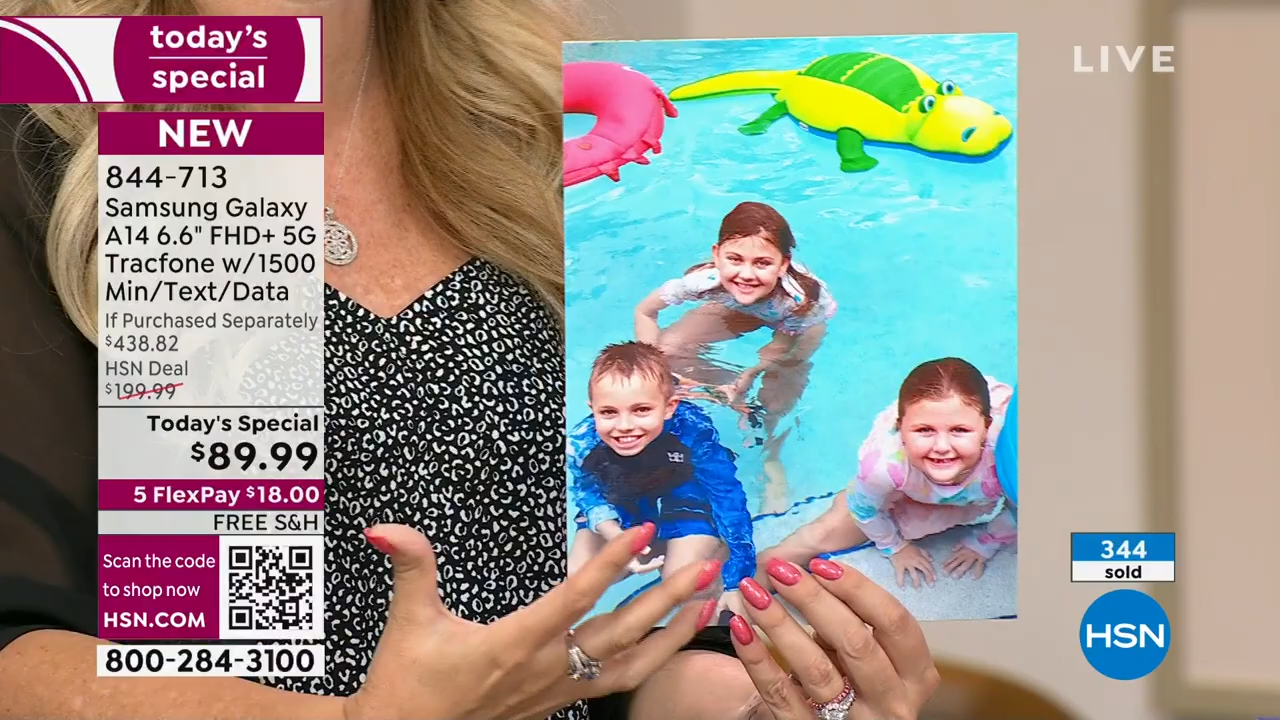 today's
special
NEW
844-713
Samsung Galaxy
A14 6.6" FHD+ 5G
Tracfone w/1500
Min/Text/Data
If Purchased Separately
$438.82
HSN Deal
$199.99
Today's Special
$89.99
5 FlexPay $18.00
FREE S&H
Scan the code
to shop now
HSN.COM
800-284-3100
LIVE
344
sold
HSN